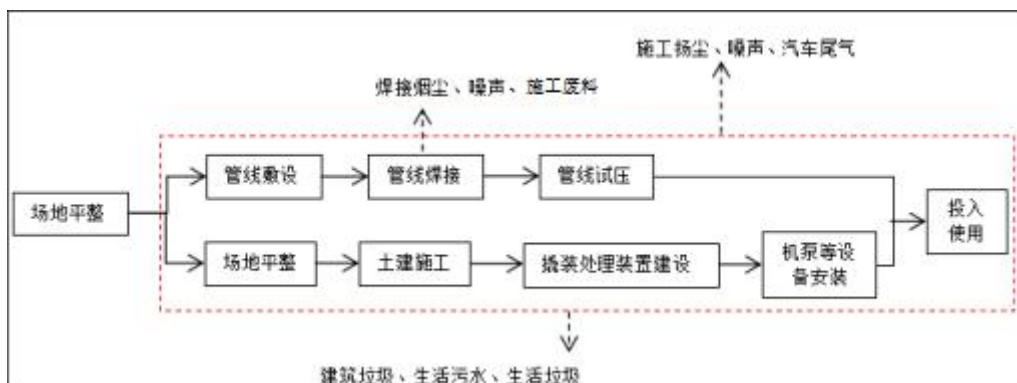 施工扬尘、噪声、汽车尾气
焊接烟尘、噪声、施工废料
管线敷设
管线焊接
管线试压
场地平整
投入
使用
场地平整
土建施工
撬装处理装置建设
机泵等设
备安装
建筑垃圾、生活污水、生活垃圾